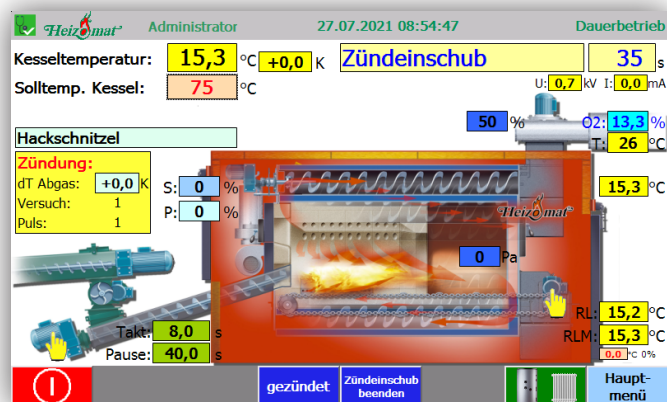 Heizomat Administrator 27.07.2021 08:54:47 Dauerbetrieb
Kesseltemperatur: 15,3 °C +0,0 K Zündeinschub 35 s
Solltemp. Kessel: 75 °C U: 0,7 kV I: 0,0 mA
50 % O2: 13,3 %
Hackschnitzel T: 26 °C
Zündung:
dT Abgas: +0,0 K S: 0 % 15,3 °C
Versuch: 1
Puls: 1 P: 0 % Heizomat
0 Pa
RL: 15,2 °C
Takt: 8,0 s RLM: 15,3 °C
Pause: 40,0 s 0,0 °C 0%
gezündet Zündeinschub beenden Haupt-
menü